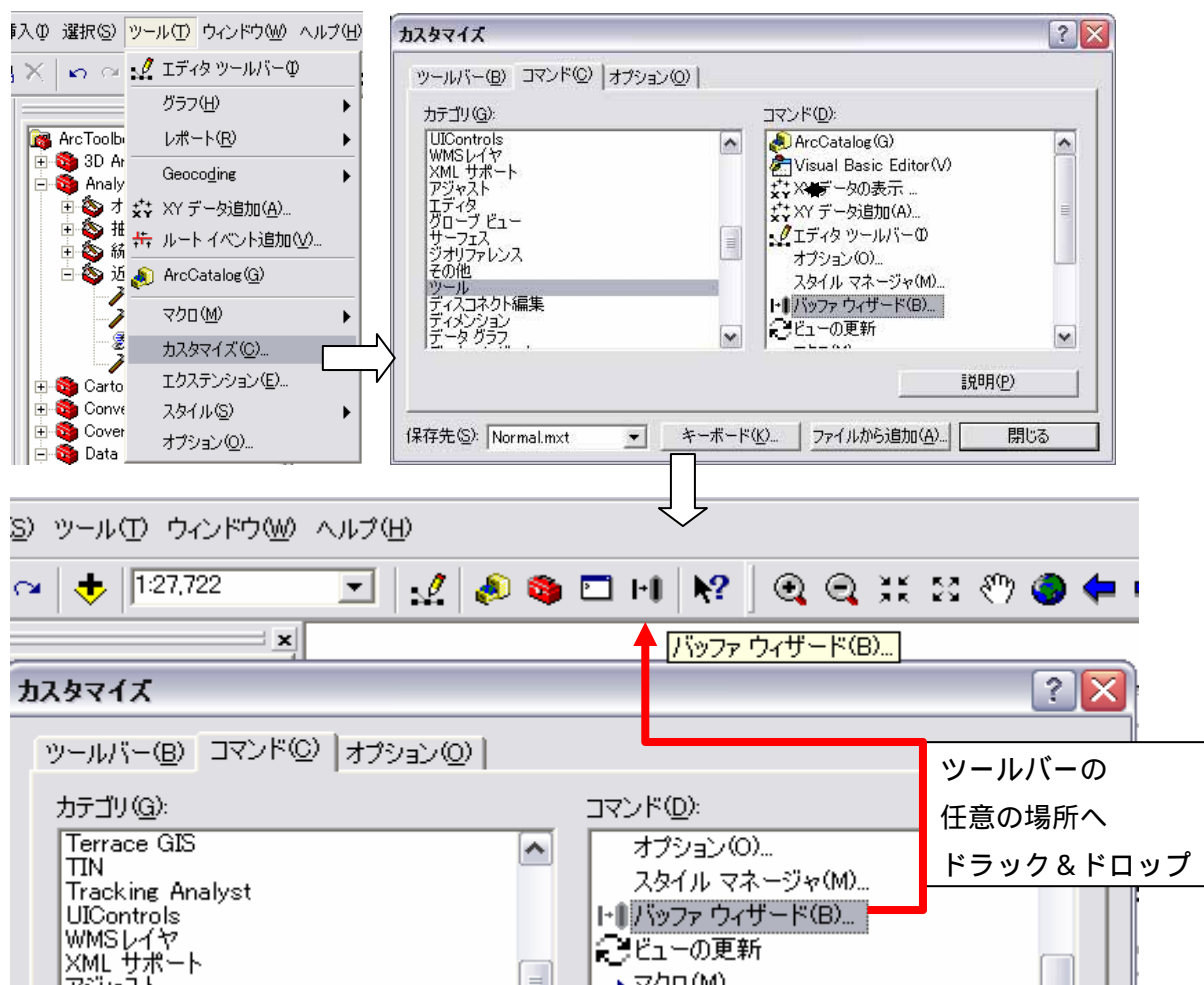 挿入(I) 選択(S) ツール(T) ウィンドウ(W) ヘルプ(H)
エディタ ツールバー(I)
グラフ(H)
レポート(R)
Geocoding
XY データ追加(A)...
ルート イベント追加(V)...
ArcCatalog(G)
マクロ(M)
カスタマイズ(C)...
エクステンション(E)...
スタイル(S)
オプション(O)...
ArcToolb
3D Ar
Analy
オ
抽
統
近
Carto
Conve
Cover
Data
カスタマイズ
ツールバー(B) コマンド(C) オプション(O)
カテゴリ(G):
UIControls
WMSレイヤ
XML サポート
アジャスト
エディタ
グローブ ビュー
サーフェス
ジオリファレンス
その他
ツール
ディスコネクト編集
ディメンション
データ グラフ
コマンド(D):
ArcCatalog(G)
Visual Basic Editor(V)
XYデータの表示 ...
XY データ追加(A)...
エディタ ツールバー(I)
オプション(O)...
スタイル マネージャ(M)...
バッファ ウィザード(B)...
ビューの更新
説明(P)
保存先(S): Normal.mxt キーボード(K)... ファイルから追加(A)... 閉じる
(S) ツール(T) ウィンドウ(W) ヘルプ(H)
1:27,722
バッファ ウィザード(B)...
カスタマイズ
ツールバー(B) コマンド(C) オプション(O)
カテゴリ(G):
Terrace GIS
TIN
Tracking Analyst
UIControls
WMSレイヤ
XML サポート
アジャスト
コマンド(D):
オプション(O)...
スタイル マネージャ(M)...
バッファ ウィザード(B)...
ビューの更新
マクロ(M)
ツールバーの
任意の場所へ
ドラック＆ドロップ